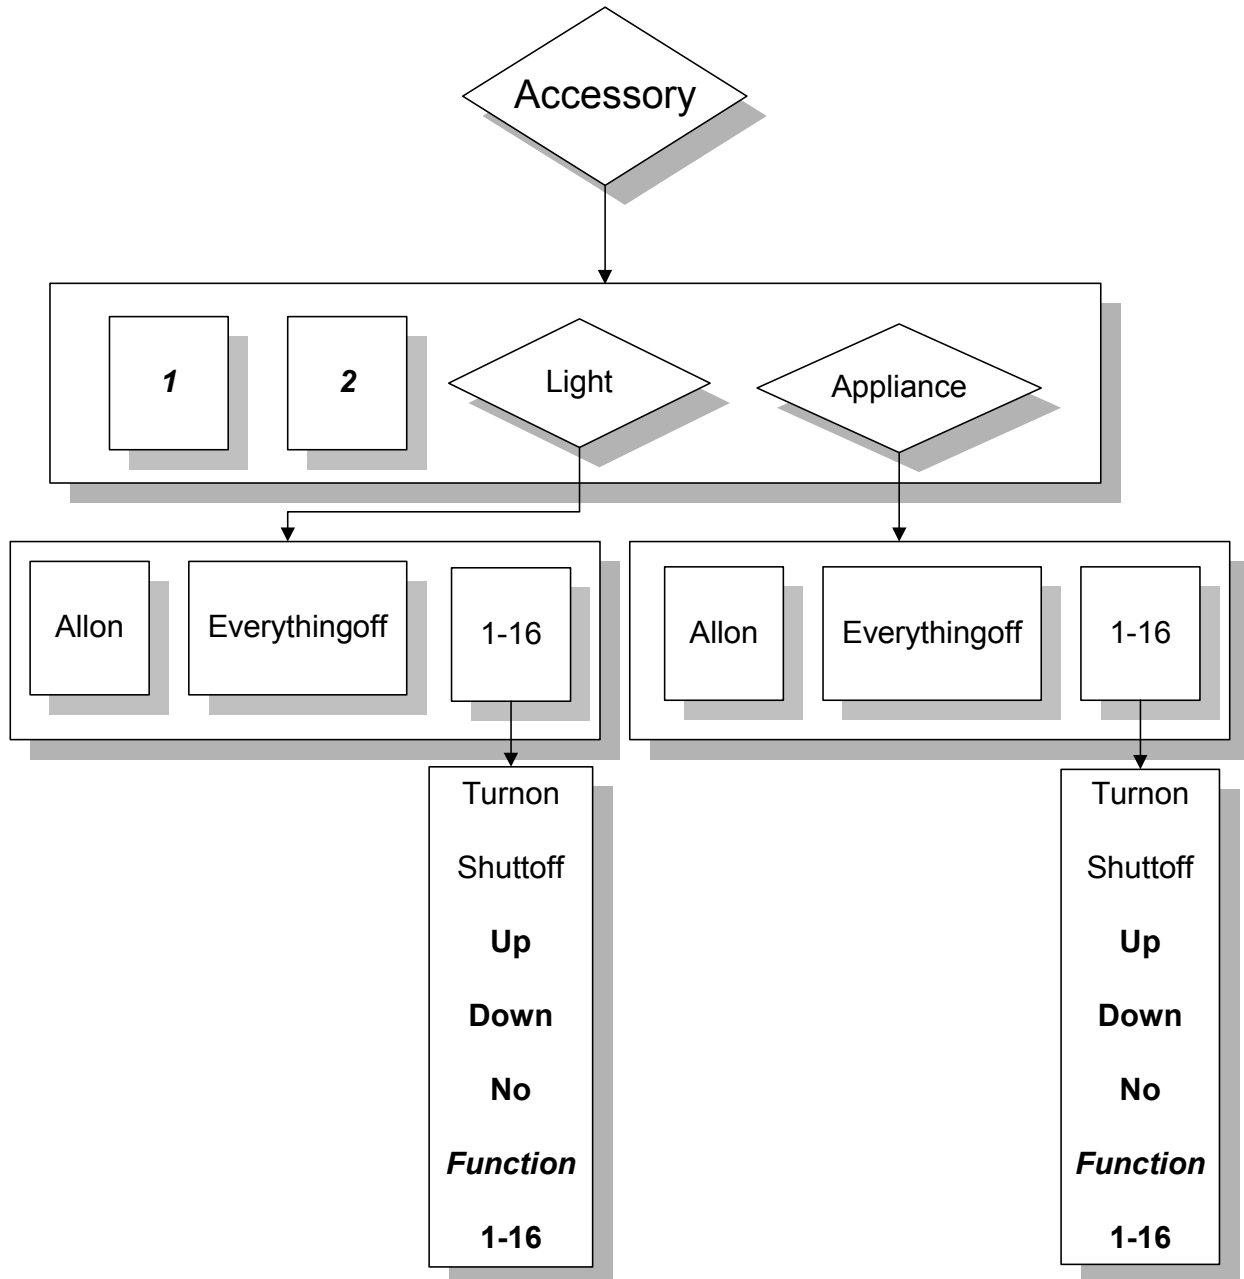 Accessory
1
2
Light
Appliance
Allon
Everythingoff
1-16
Allon
Everythingoff
1-16
Turnon
Shuttoff
Up
Down
No
Function
1-16
Turnon
Shuttoff
Up
Down
No
Function
1-16